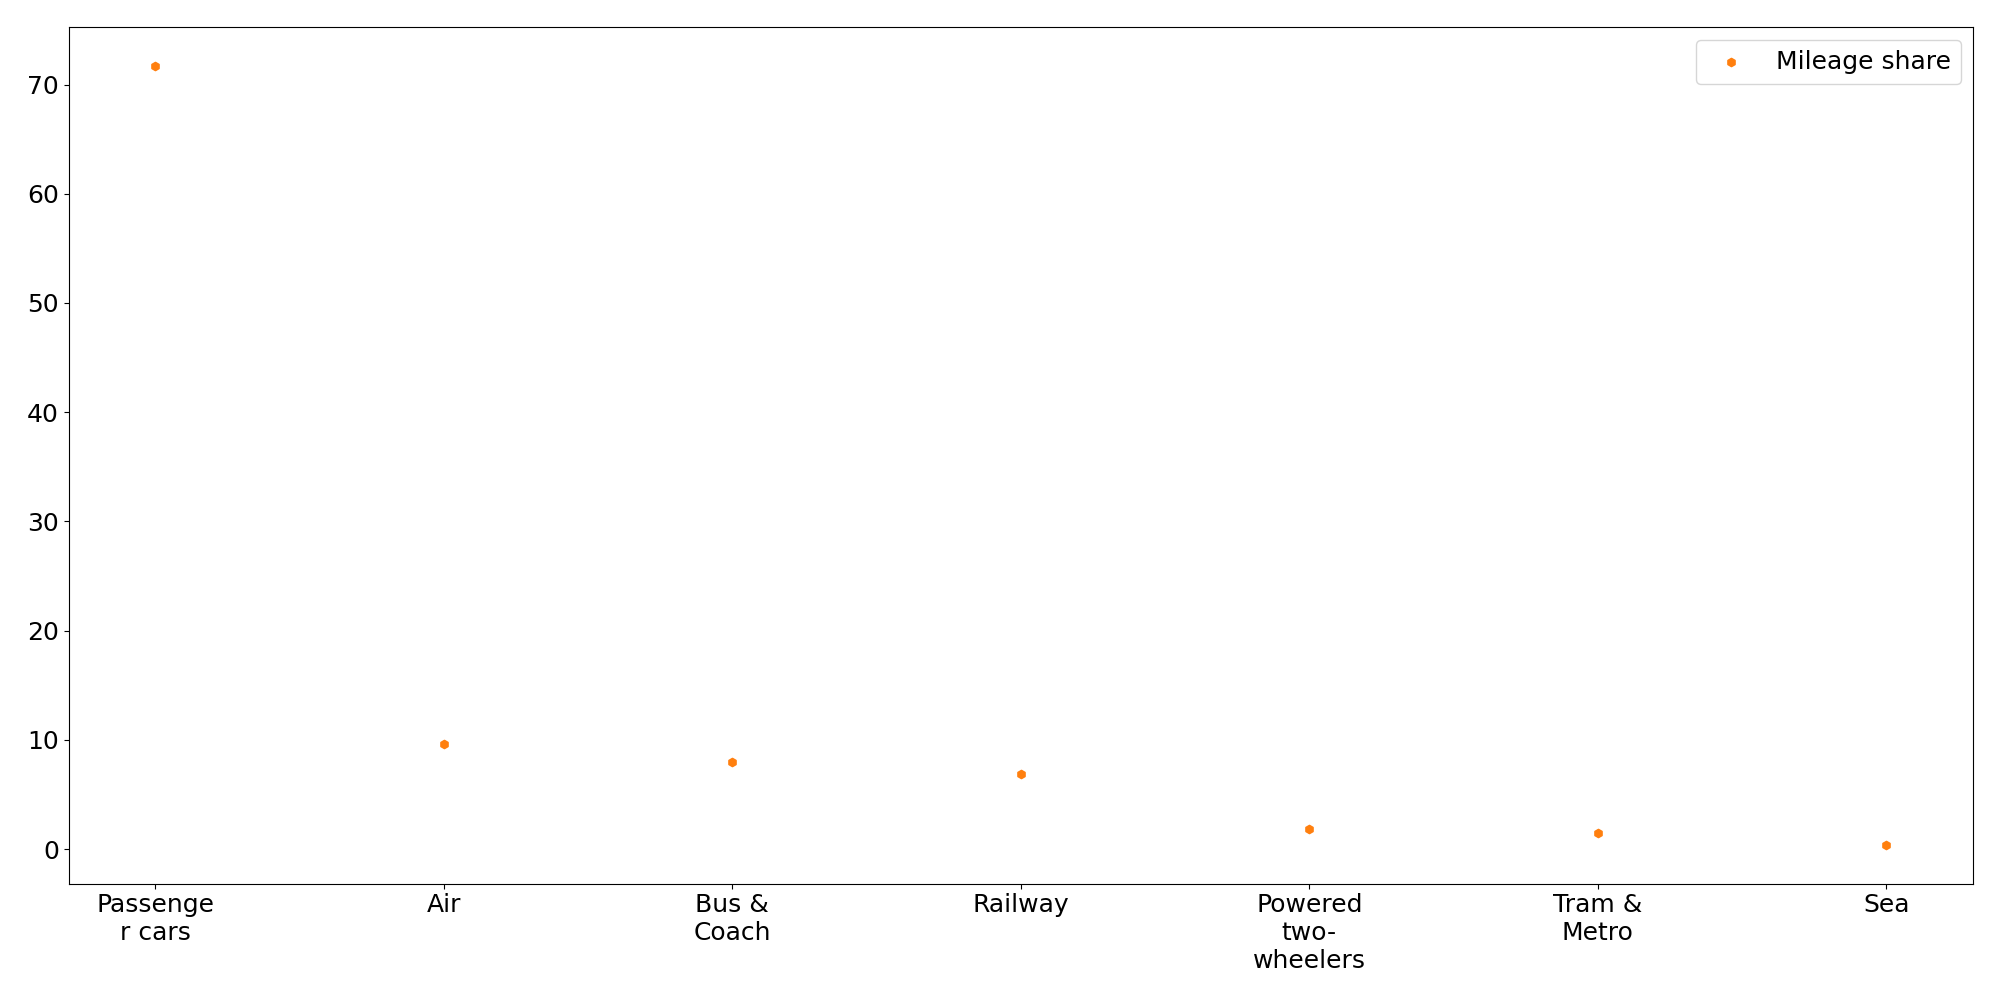 Mileage share
70
60
50
40
30
20
10
0
Passenge
r cars
Air
Bus &
Coach
Railway
Powered
two-
wheelers
Tram &
Metro
Sea